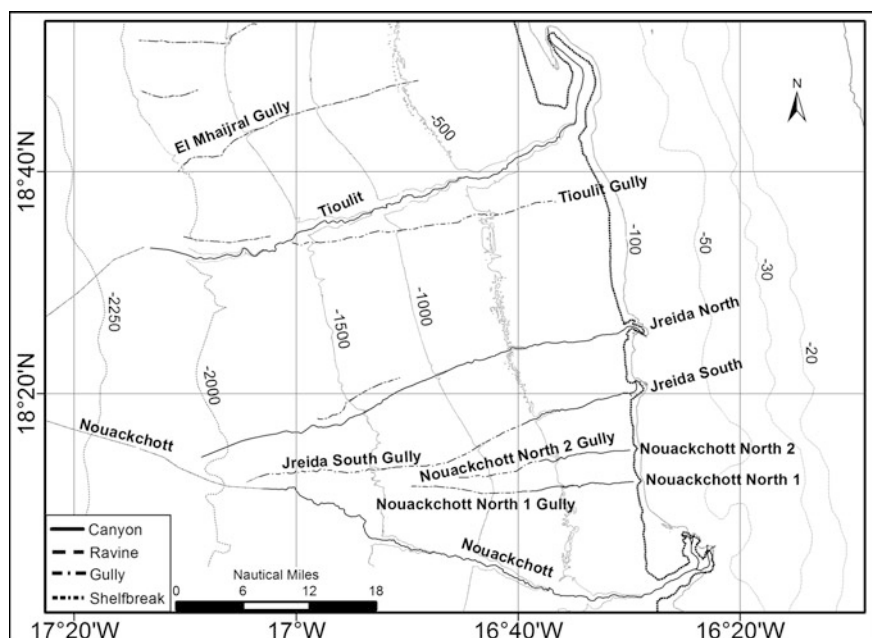 N
El Mhaijral Gully
-500
18°40'N
Tioulit
Tioulit Gully
-100
-50
-30
-2250
-1500
-1000
Jreida North
-20
-2000
18°20'N
Jreida South
Nouackchott
Jreida South Gully
Nouackchott North 2 Gully
Nouackchott North 2
Nouackchott North 1
Nouackchott North 1 Gully
Canyon
Ravine
Gully
Shelfbreak
Nautical Miles
0 6 12 18
Nouackchott
17°20'W 17°W 16°40'W 16°20'W